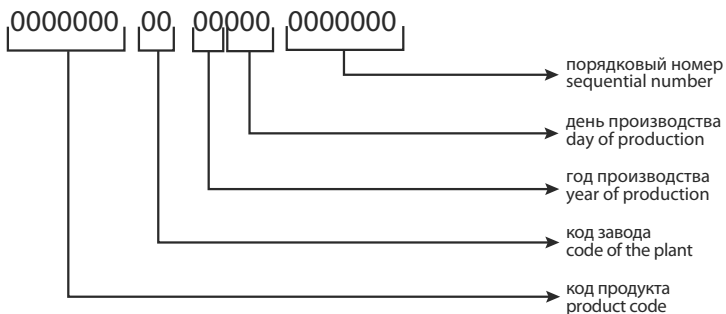 0000000 00 00000 0000000
порядковый номер
sequential number
день производства
day of production
год производства
year of production
код завода
code of the plant
код продукта
product code